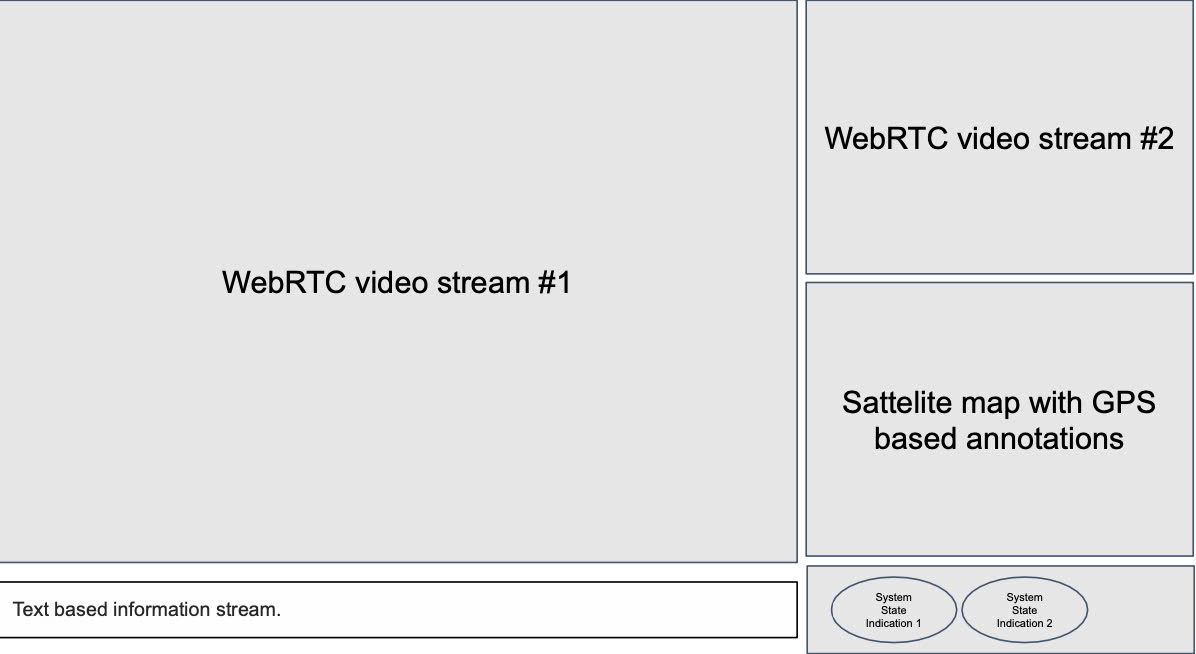 WebRTC video stream #1
WebRTC video stream #2
Sattelite map with GPS
based annotations
Text based information stream.
System
State
Indication 1
System
State
Indication 2